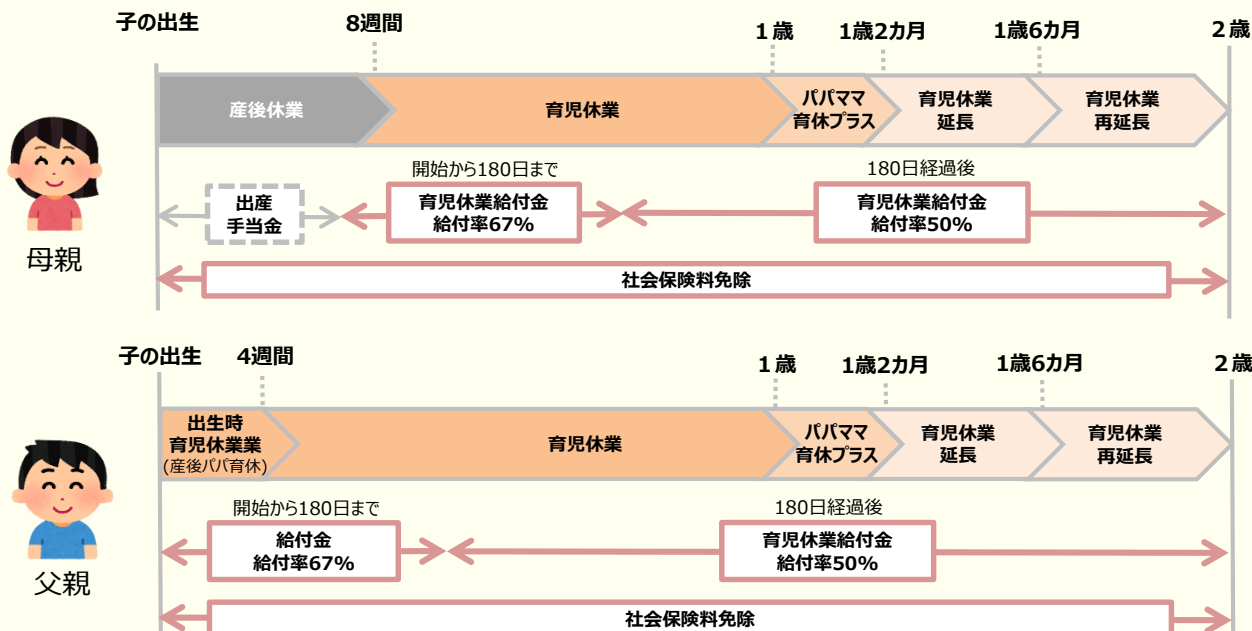 子の出生
8週間
1歳
1歳2カ月
1歳6カ月
2歳
産後休業
育児休業
パパママ
育休プラス
育児休業
延長
育児休業
再延長
開始から180日まで
180日経過後
出産
手当金
育児休業給付金
給付率67%
育児休業給付金
給付率50%
母親
社会保険料免除
子の出生
4週間
1歳
1歳2カ月
1歳6カ月
2歳
出生時
育児休業業
(産後パパ育休)
育児休業
パパママ
育休プラス
育児休業
延長
育児休業
再延長
開始から180日まで
180日経過後
給付金
給付率67%
育児休業給付金
給付率50%
父親
社会保険料免除